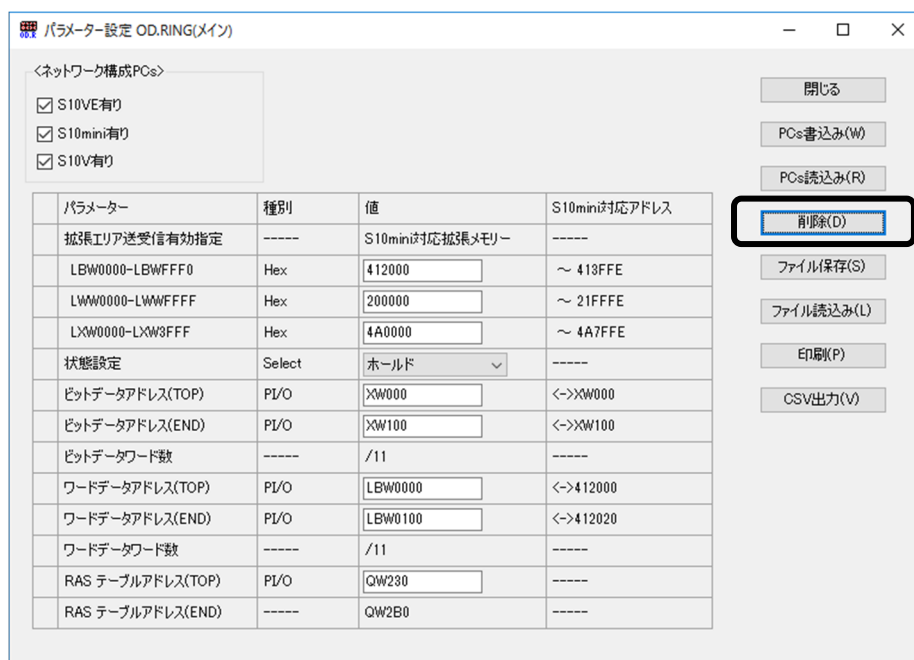 パラメーター設定 OD.RING(メイン)
<ネットワーク構成PCs>
S10VE有り
S10mini有り
S10V有り
閉じる
PCs書込み(W)
PCs読込み(R)
削除(D)
ファイル保存(S)
ファイル読込み(L)
印刷(P)
CSV出力(V)
パラメーター 種別 値 S10mini対応アドレス
拡張エリア送受信有効指定 ----- S10mini対応拡張メモリー -----
LBW0000-LBWFFF0 Hex 412000 ～ 413FFE
LWW0000-LWWFFFF Hex 200000 ～ 21FFFE
LXW0000-LXW3FFF Hex 4A0000 ～ 4A7FFE
状態設定 Select ホールド -----
ビットデータアドレス(TOP) PI/O XW000 <->XW000
ビットデータアドレス(END) PI/O XW100 <->XW100
ビットデータワード数 ----- /11 -----
ワードデータアドレス(TOP) PI/O LBW0000 <->412000
ワードデータアドレス(END) PI/O LBW0100 <->412020
ワードデータワード数 ----- /11 -----
RAS テーブルアドレス(TOP) PI/O QW230 -----
RAS テーブルアドレス(END) ----- QW2B0 -----